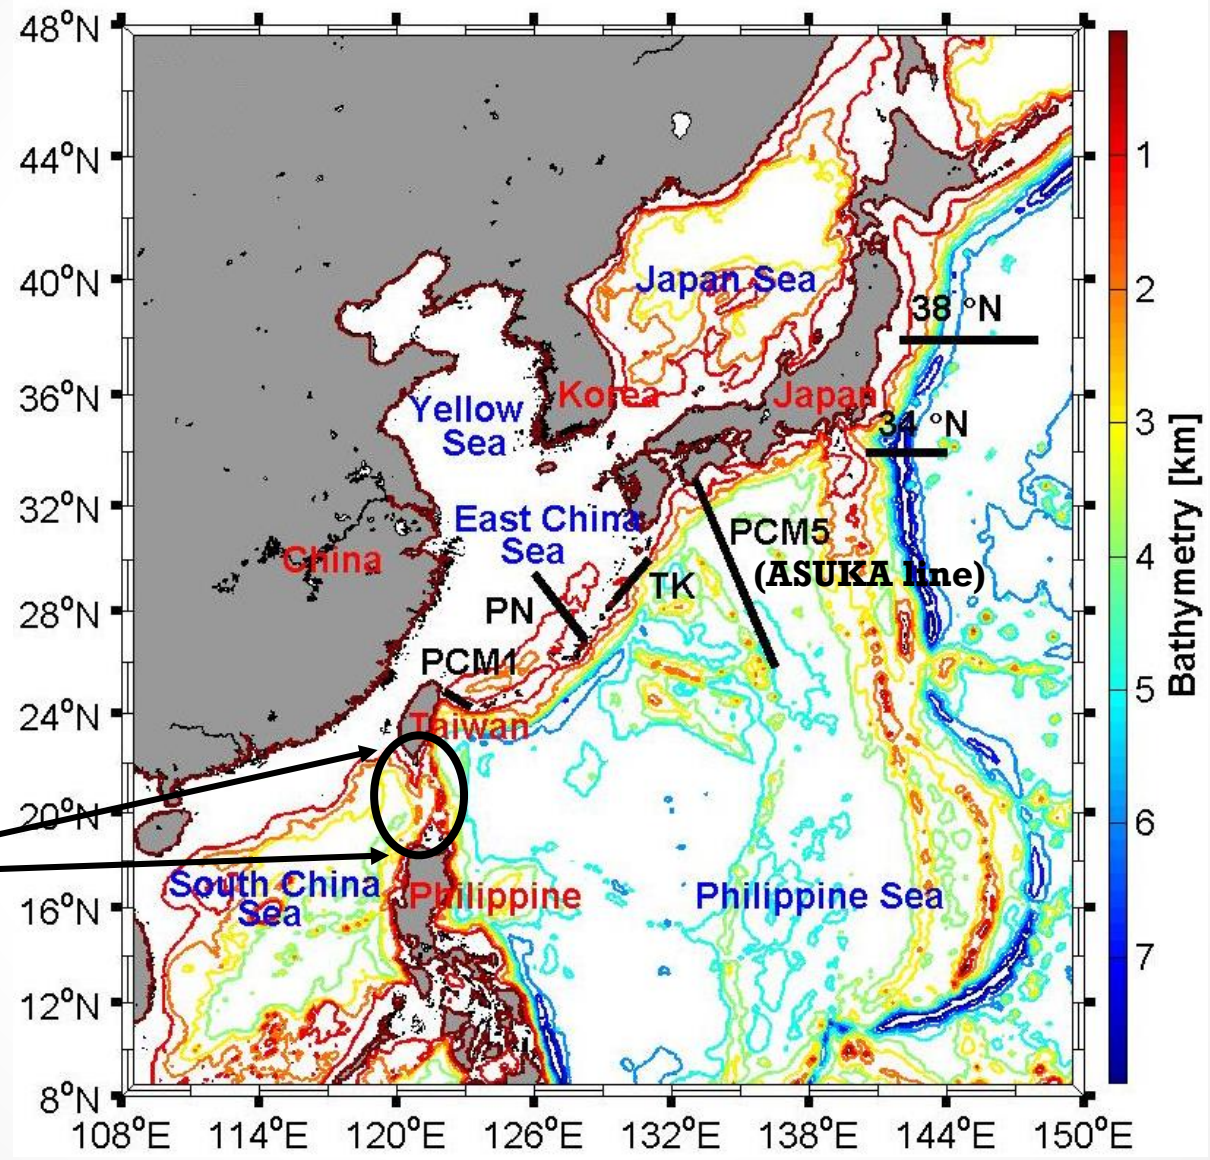 48°N
44°N
40°N
36°N
32°N
28°N
24°N
20°N
16°N
12°N
8°N
108°E
114°E
120°E
126°E
132°E
138°E
144°E
150°E
Japan Sea
38 °N
Korea
Japan
Yellow
Sea
34 °N
East China
Sea
China
PCM5
(ASUKA line)
TK
PN
PCM1
Taiwan
South China
Sea
Philippine
Philippine Sea
1
2
3
4
5
6
7
Bathymetry [km]